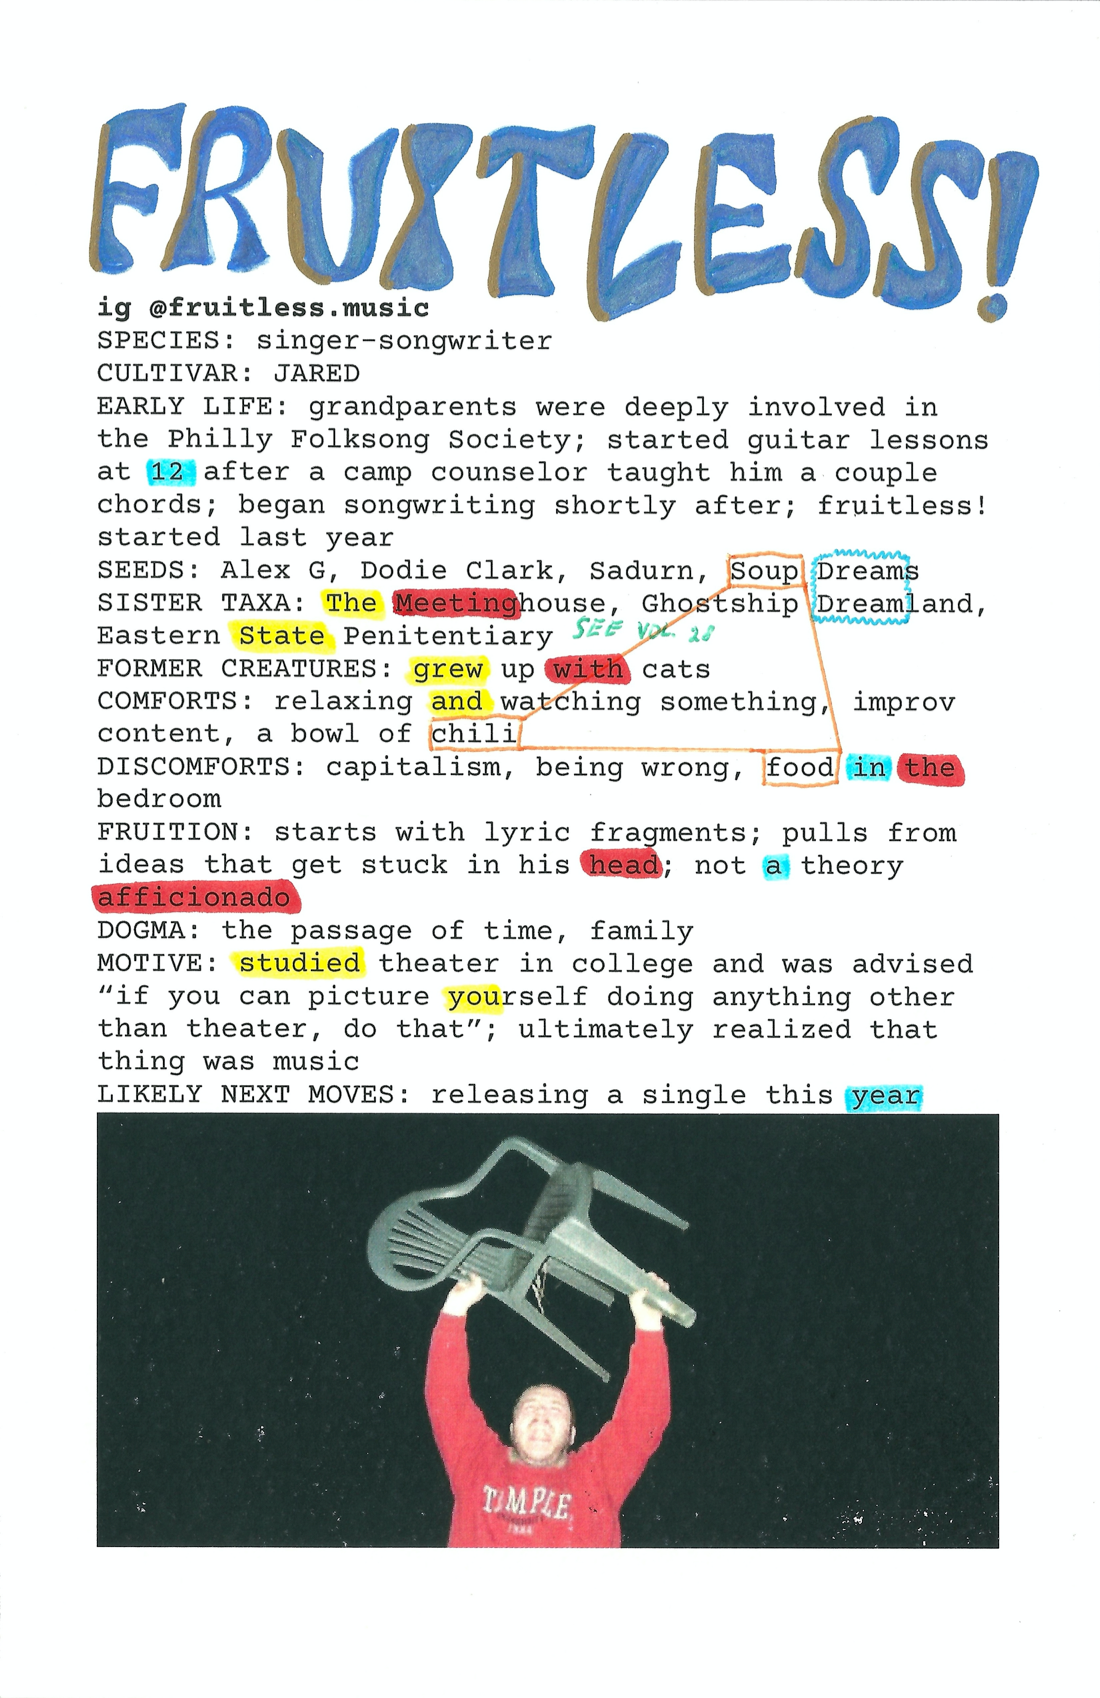 FRUITLESS!
ig @fruitless.music
SPECIES: singer-songwriter
CULTIVAR: JARED
EARLY LIFE: grandparents were deeply involved in
the Philly Folksong Society; started guitar lessons
at 12 after a camp counselor taught him a couple
chords; began songwriting shortly after; fruitless!
started last year
SEEDS: Alex G, Dodie Clark, Sadurn, Soup Dreams
SISTER TAXA: The Meetinghouse, Ghostship Dreamland,
Eastern State Penitentiary SEE VOL. 28
FORMER CREATURES: grew up with cats
COMFORTS: relaxing and watching something, improv
content, a bowl of chili
DISCOMFORTS: capitalism, being wrong, food in the
bedroom
FRUITION: starts with lyric fragments; pulls from
ideas that get stuck in his head; not a theory
afficionado
DOGMA: the passage of time, family
MOTIVE: studied theater in college and was advised
“if you can picture yourself doing anything other
than theater, do that”; ultimately realized that
thing was music
LIKELY NEXT MOVES: releasing a single this year
TEMPLE
UNIVERSITY